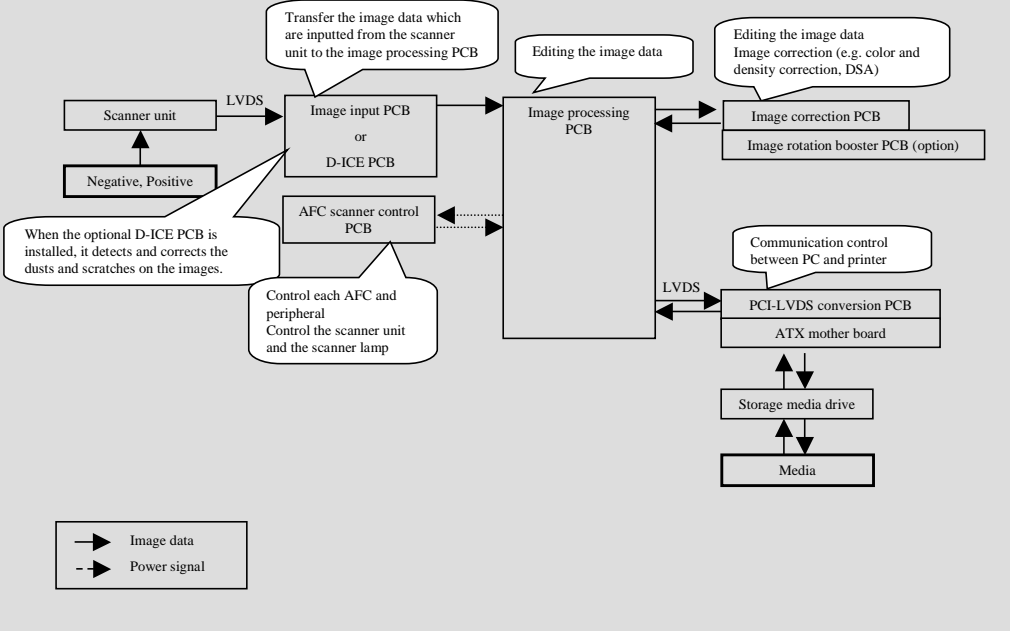 Transfer the image data which
are inputted from the scanner
unit to the image processing PCB
Editing the image data
Editing the image data
Image correction (e.g. color and
density correction, DSA)
Scanner unit
LVDS
Image input PCB
or
D-ICE PCB
Image processing
PCB
Image correction PCB
Image rotation booster PCB (option)
Negative, Positive
AFC scanner control
PCB
When the optional D-ICE PCB is
installed, it detects and corrects the
dusts and scratches on the images.
Communication control
between PC and printer
Control each AFC and
peripheral
Control the scanner unit
and the scanner lamp
LVDS
PCI-LVDS conversion PCB
ATX mother board
Storage media drive
Media
Image data
Power signal